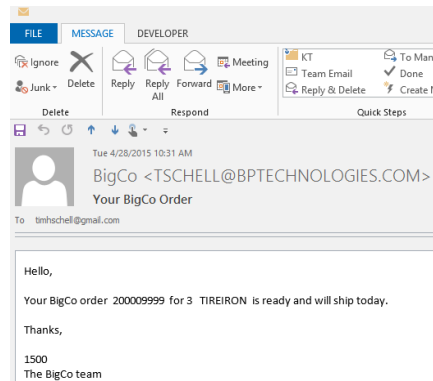 FILE MESSAGE DEVELOPER
Ignore Meeting KT To Man
Team Email Done
Junk Delete Reply Reply All Forward More Reply & Delete Create N
Delete Respond Quick Steps
Tue 4/28/2015 10:31 AM
BigCo <TSCHELL@BPTECHNOLOGIES.COM>
Your BigCo Order
To timhschell@gmail.com
Hello,
Your BigCo order 200009999 for 3 TIREIRON is ready and will ship today.
Thanks,
1500
The BigCo team